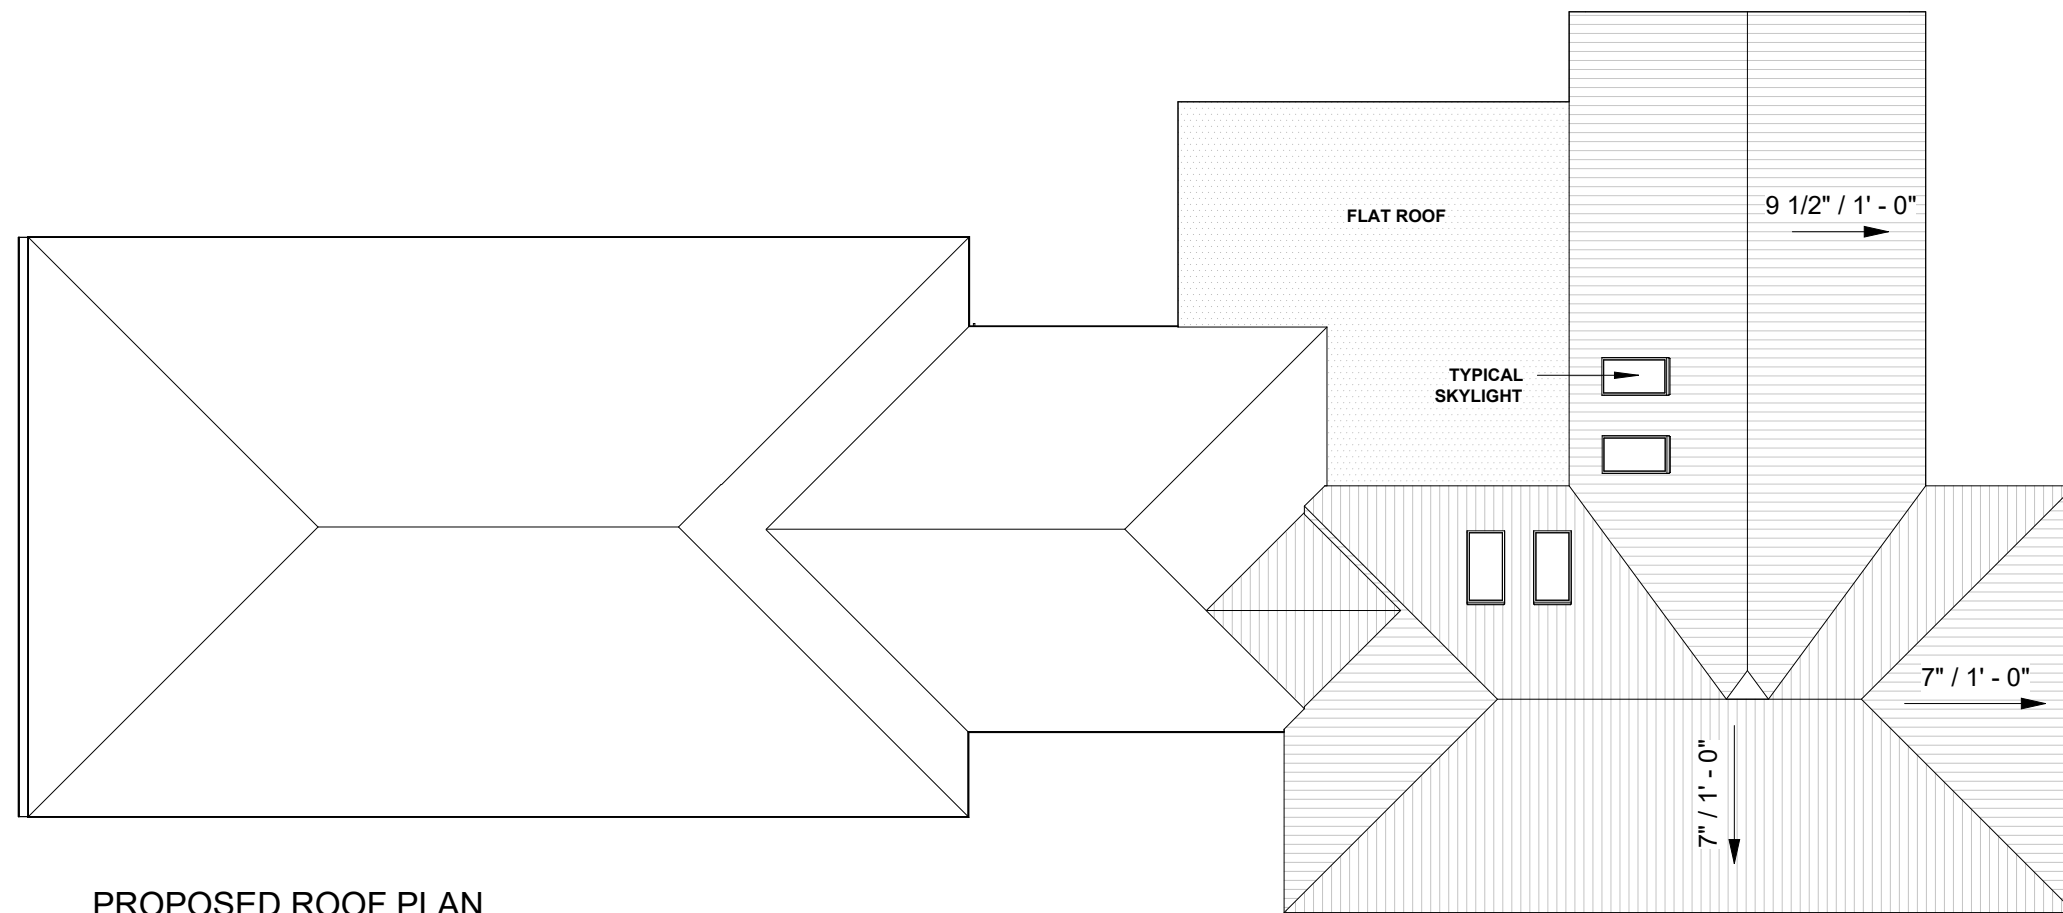 FLAT ROOF
9 1/2" / 1' - 0"
TYPICAL
SKYLIGHT
7" / 1' - 0"
7" / 1' - 0"
PROPOSED ROOF PLAN